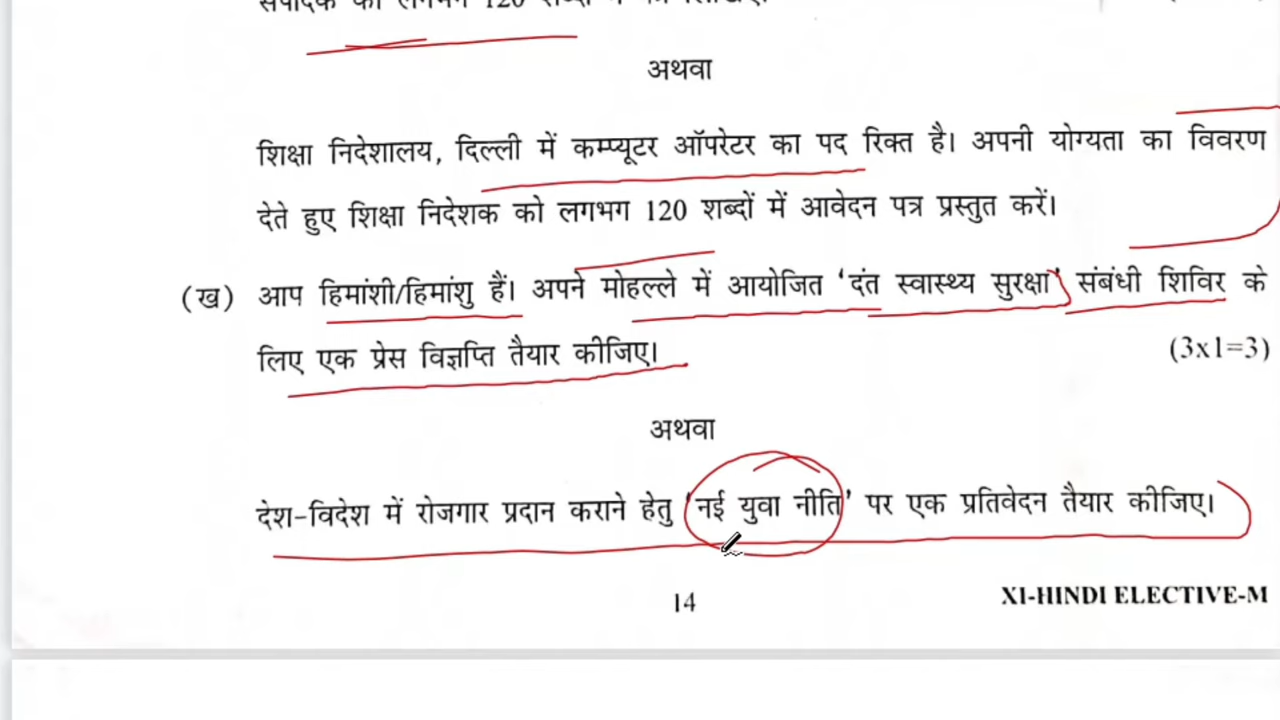 अथवा
शिक्षा निदेशालय, दिल्ली में कम्प्यूटर ऑपरेटर का पद रिक्त है। अपनी योग्यता का विवरण
देते हुए शिक्षा निदेशक को लगभग 120 शब्दों में आवेदन पत्र प्रस्तुत करें।
(ख) आप हिमांशी/हिमांशु हैं। अपने मोहल्ले में आयोजित ‘दंत स्वास्थ्य सुरक्षा’ संबंधी शिविर के
लिए एक प्रेस विज्ञप्ति तैयार कीजिए। (3x1=3)
अथवा
देश-विदेश में रोजगार प्रदान कराने हेतु ‘नई युवा नीति’ पर एक प्रतिवेदन तैयार कीजिए।
14 XI-HINDI ELECTIVE-M